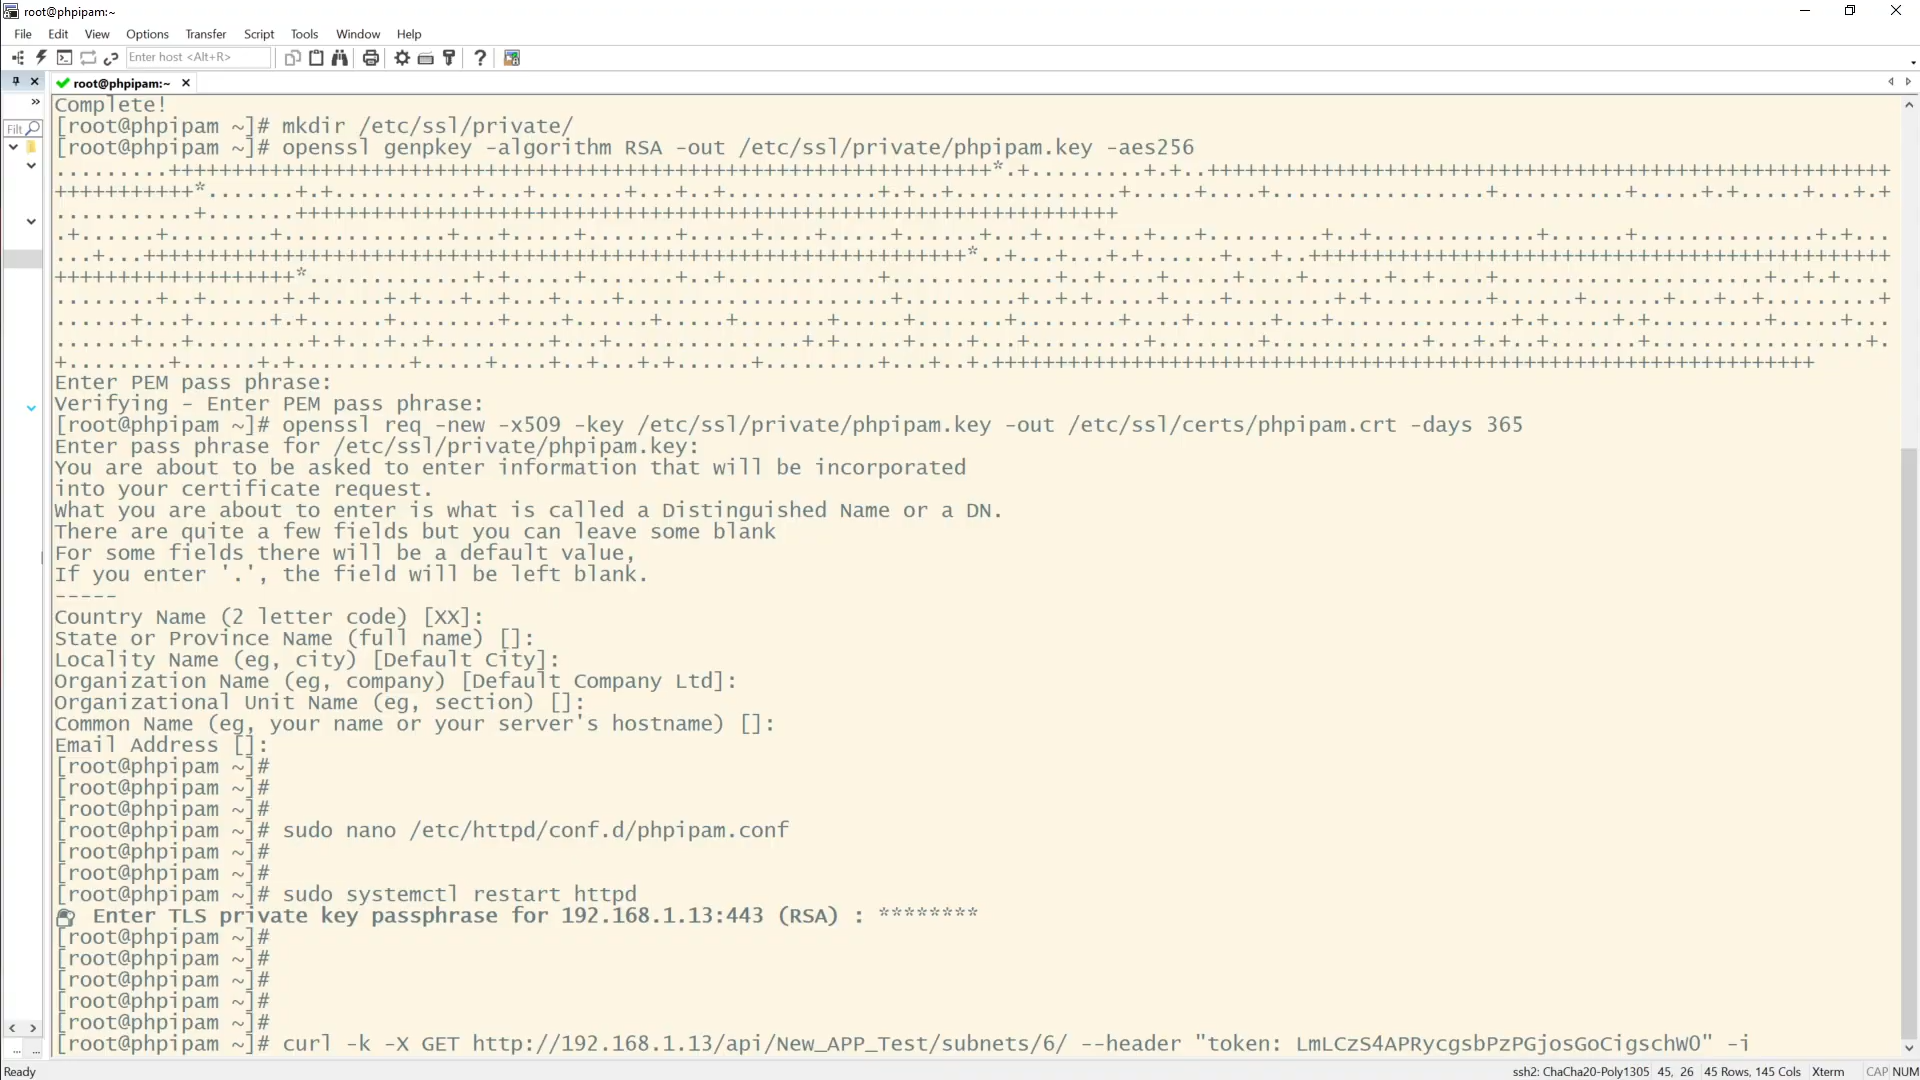 root@phpipam:~
File Edit View Options Transfer Script Tools Window Help
Enter host <Alt+R>
root@phpipam:~
Filt
Complete!
[root@phpipam ~]# mkdir /etc/ssl/private/
[root@phpipam ~]# openssl genpkey -algorithm RSA -out /etc/ssl/private/phpipam.key -aes256
Enter PEM pass phrase:
Verifying - Enter PEM pass phrase:
[root@phpipam ~]# openssl req -new -x509 -key /etc/ssl/private/phpipam.key -out /etc/ssl/certs/phpipam.crt -days 365
Enter pass phrase for /etc/ssl/private/phpipam.key:
You are about to be asked to enter information that will be incorporated
into your certificate request.
What you are about to enter is what is called a Distinguished Name or a DN.
There are quite a few fields but you can leave some blank
For some fields there will be a default value,
If you enter '.', the field will be left blank.
-----
Country Name (2 letter code) [XX]:
State or Province Name (full name) []:
Locality Name (eg, city) [Default City]:
Organization Name (eg, company) [Default Company Ltd]:
Organizational Unit Name (eg, section) []:
Common Name (eg, your name or your server's hostname) []:
Email Address []:
[root@phpipam ~]#
[root@phpipam ~]#
[root@phpipam ~]#
[root@phpipam ~]# sudo nano /etc/httpd/conf.d/phpipam.conf
[root@phpipam ~]#
[root@phpipam ~]#
[root@phpipam ~]# sudo systemctl restart httpd
🔐 Enter TLS private key passphrase for 192.168.1.13:443 (RSA) : ********
[root@phpipam ~]#
[root@phpipam ~]#
[root@phpipam ~]#
[root@phpipam ~]#
[root@phpipam ~]#
[root@phpipam ~]# curl -k -X GET http://192.168.1.13/api/New_APP_Test/subnets/6/ --header "token: LmLCzS4APRycgsbPzPGjosGoCigschW0" -i
Ready
ssh2: ChaCha20-Poly1305 45, 26 45 Rows, 145 Cols Xterm CAP NUM